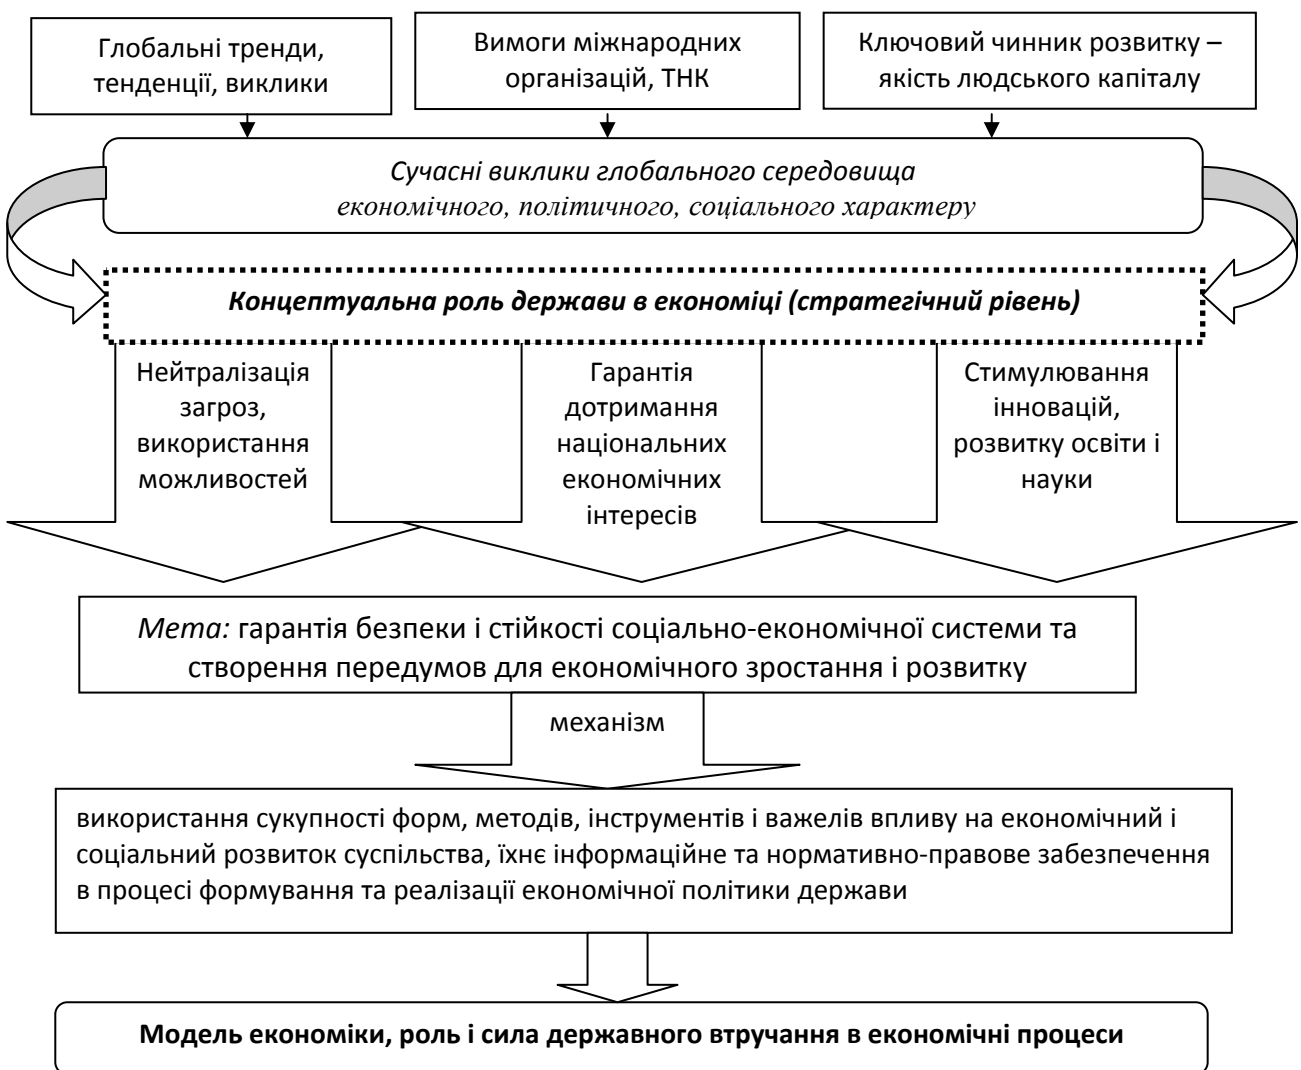 Глобальні тренди,
тенденції, виклики
Вимоги міжнародних
організацій, ТНК
Ключовий чинник розвитку –
якість людського капіталу
Сучасні виклики глобального середовища
економічного, політичного, соціального характеру
Концептуальна роль держави в економіці (стратегічний рівень)
Нейтралізація
загроз,
використання
можливостей
Гарантія
дотримання
національних
економічних
інтересів
Стимулювання
інновацій,
розвитку освіти і
науки
Мета: гарантія безпеки і стійкості соціально-економічної системи та
створення передумов для економічного зростання і розвитку
механізм
використання сукупності форм, методів, інструментів і важелів впливу на економічний і
соціальний розвиток суспільства, їхнє інформаційне та нормативно-правове забезпечення
в процесі формування та реалізації економічної політики держави
Модель економіки, роль і сила державного втручання в економічні процеси